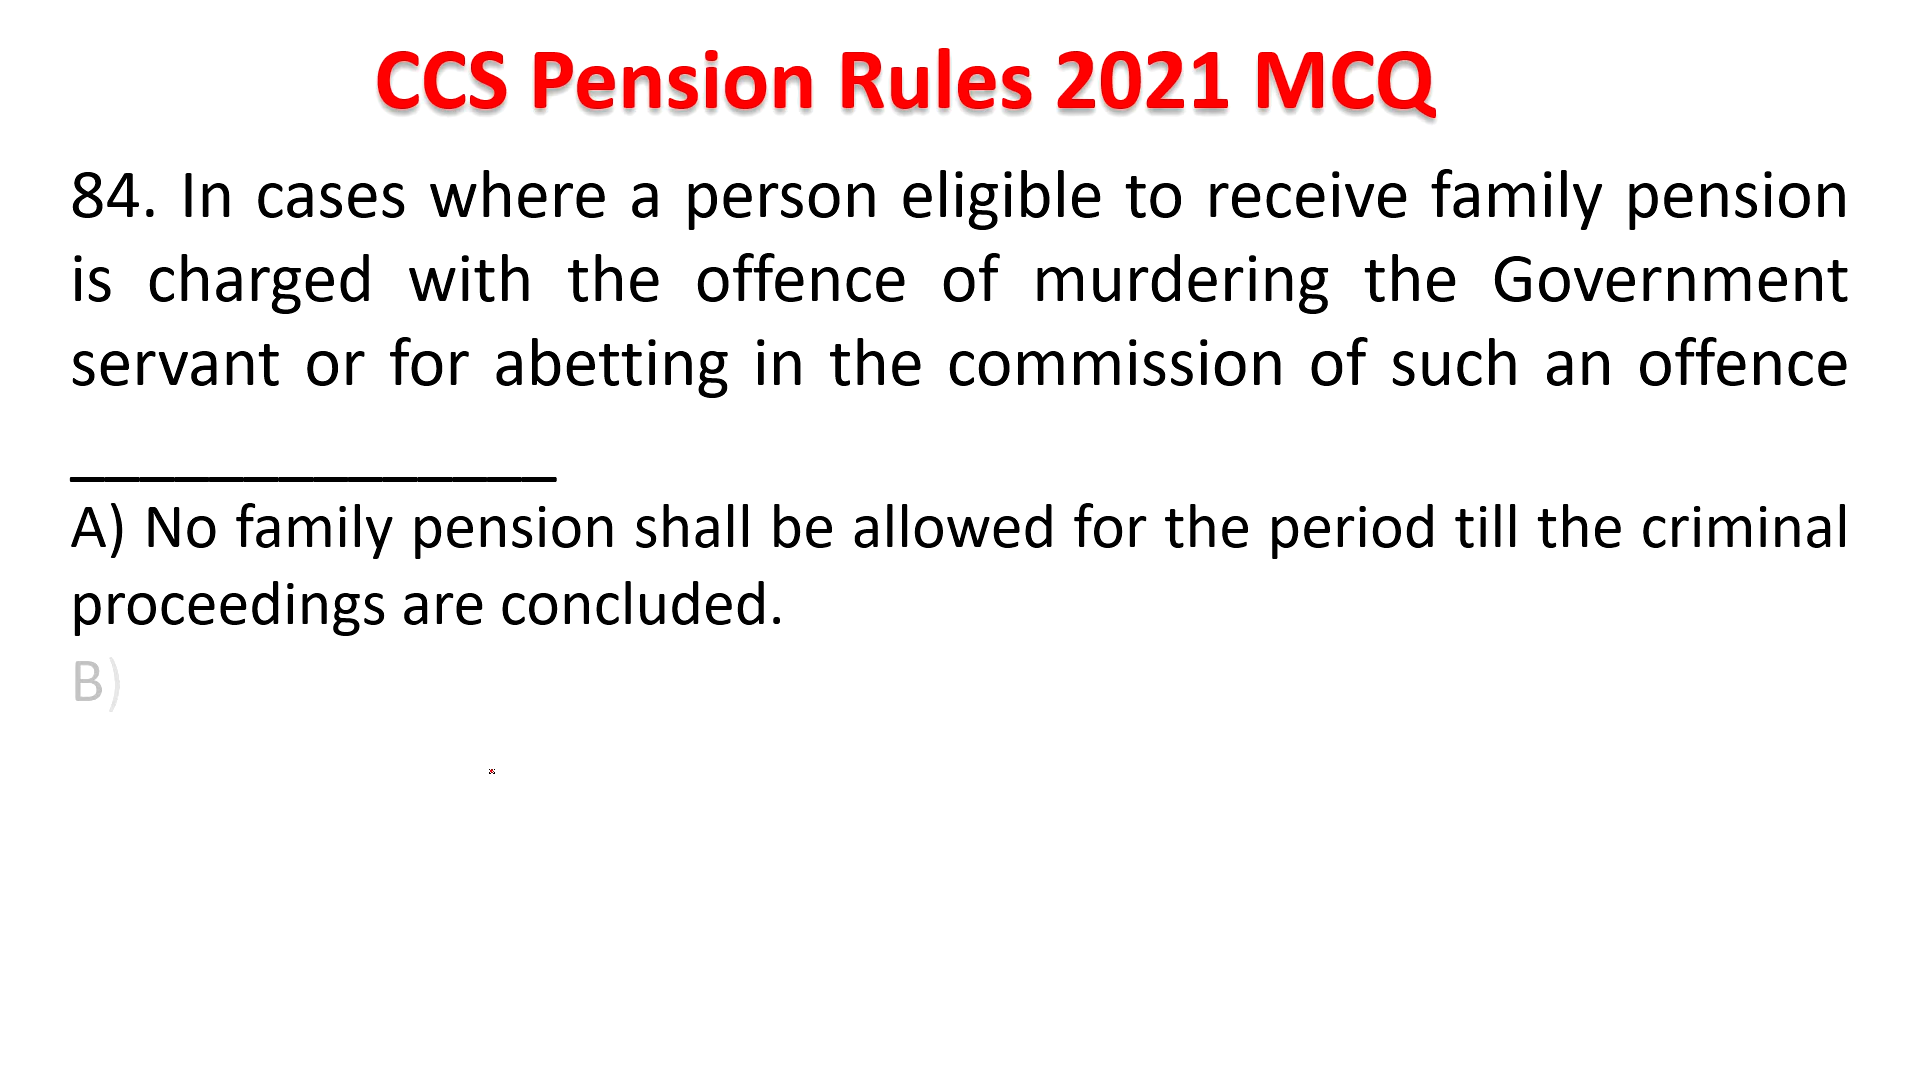 CCS Pension Rules 2021 MCQ
84. In cases where a person eligible to receive family pension
is charged with the offence of murdering the Government
servant or for abetting in the commission of such an offence
______________
A) No family pension shall be allowed for the period till the criminal
proceedings are concluded.
B)